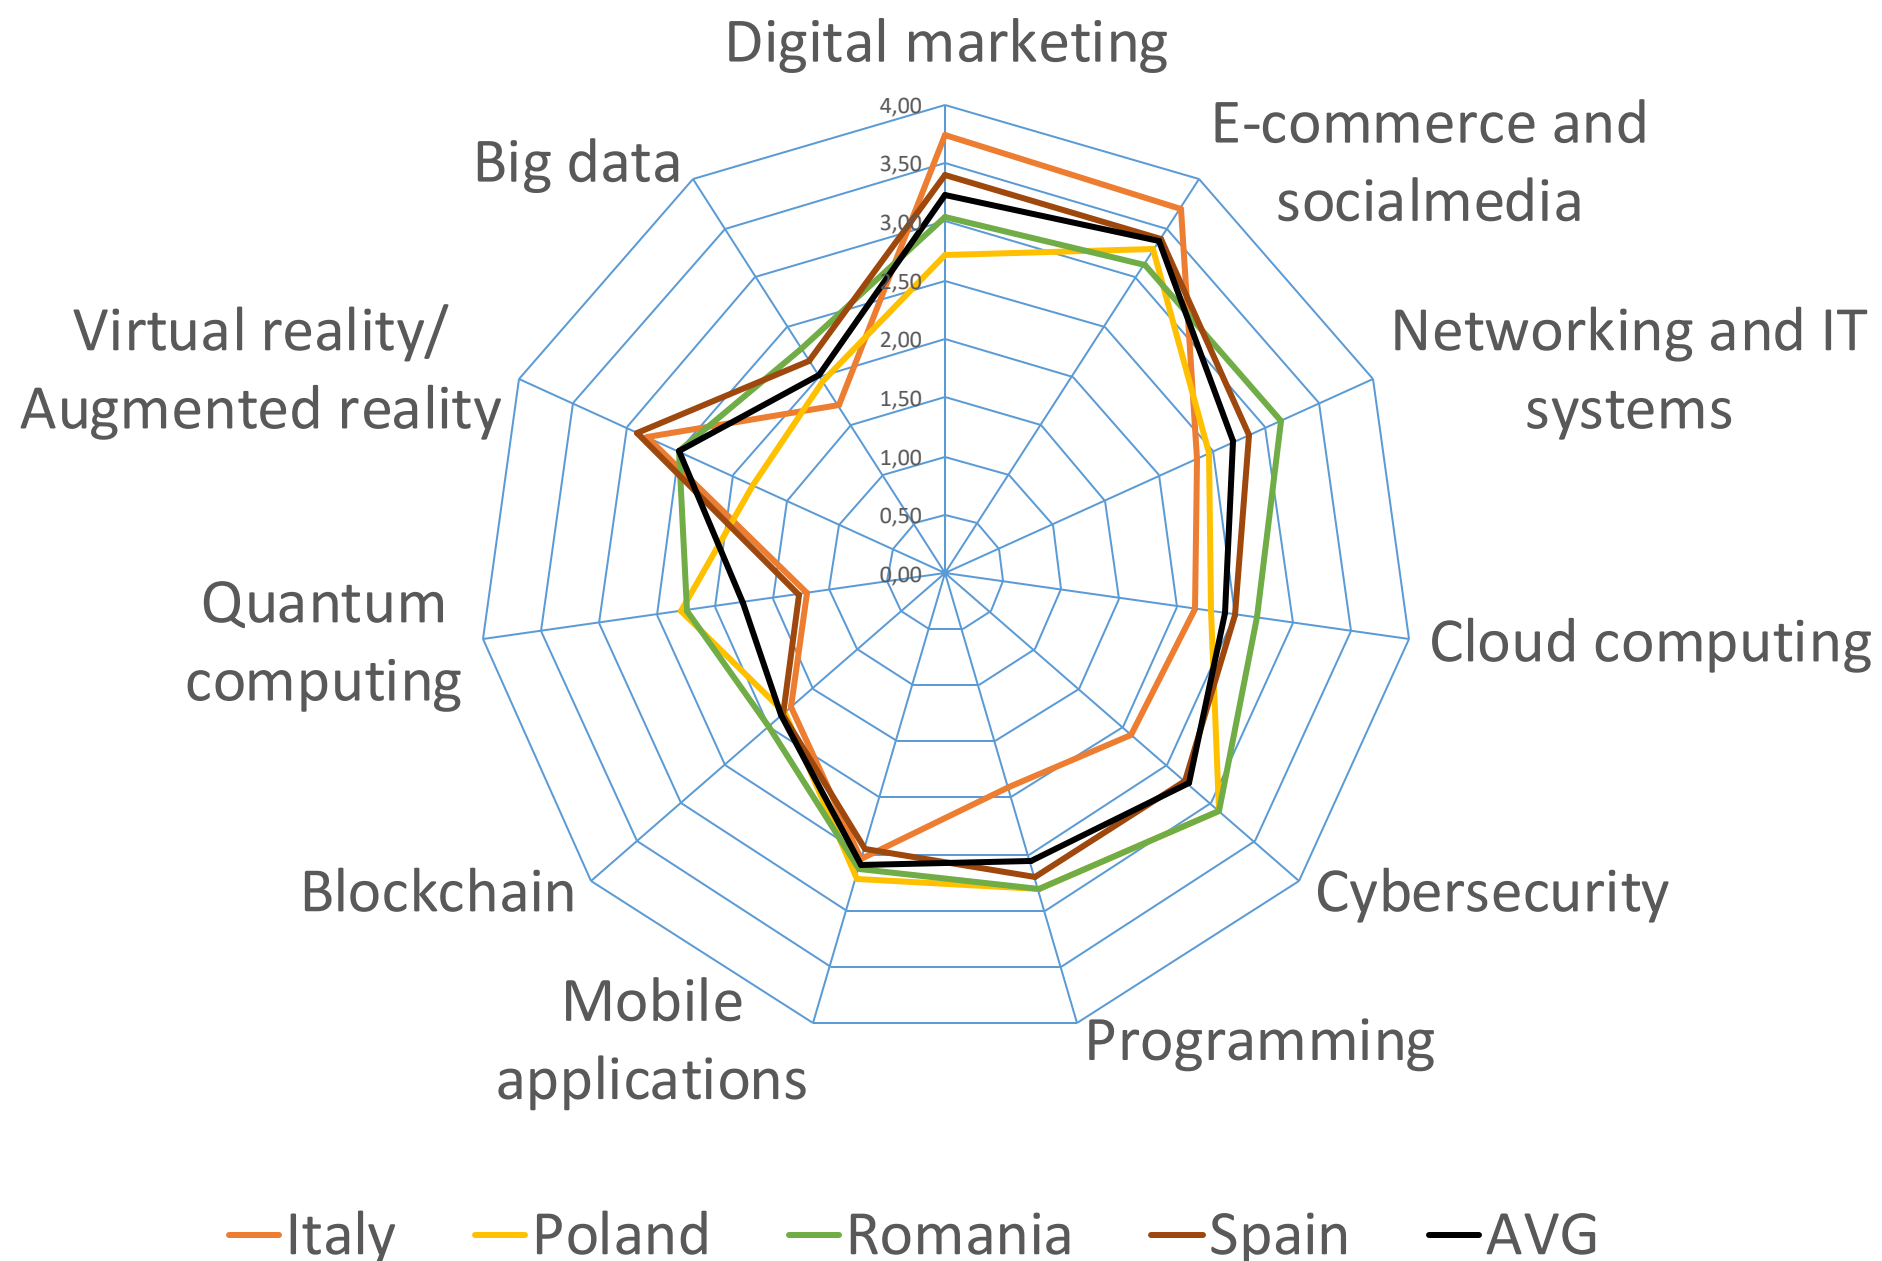 Digital marketing
E-commerce and
socialmedia
Networking and IT
systems
Cloud computing
Cybersecurity
Programming
Mobile
applications
Blockchain
Quantum
computing
Virtual reality/
Augmented reality
Big data
4,00
3,50
3,00
2,50
2,00
1,50
1,00
0,50
0,00
Italy Poland Romania Spain AVG